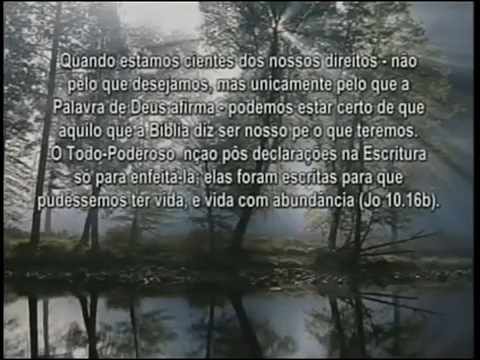 Quando estamos cientes dos nossos direitos - não
pelo que desejamos, mas unicamente pelo que a
Palavra de Deus afirma - podemos estar certo de que
aquilo que a Bíblia diz ser nosso pe o que teremos.
O Todo-Poderoso nçao pôs declarações na Escritura
só para enfeitá-la; elas foram escritas para que
pudéssemos ter vida, e vida com abundância (Jo 10.16b).